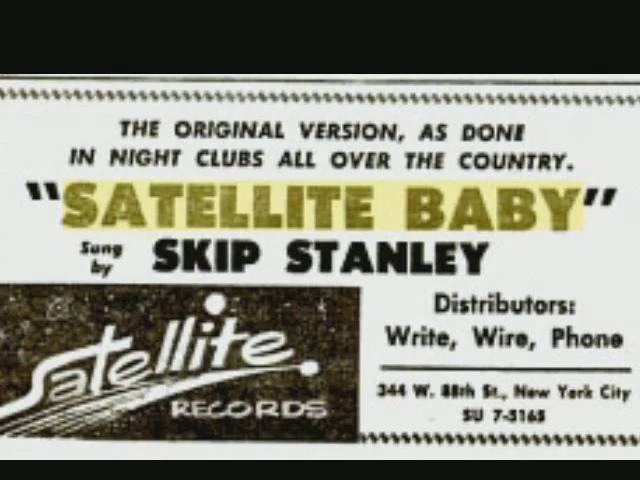 THE ORIGINAL VERSION, AS DONE
IN NIGHT CLUBS ALL OVER THE COUNTRY.
"SATELLITE BABY"
Sung by SKIP STANLEY
Satellite
RECORDS
Distributors:
Write, Wire, Phone
344 W. 88th St., New York City
SU 7-5165